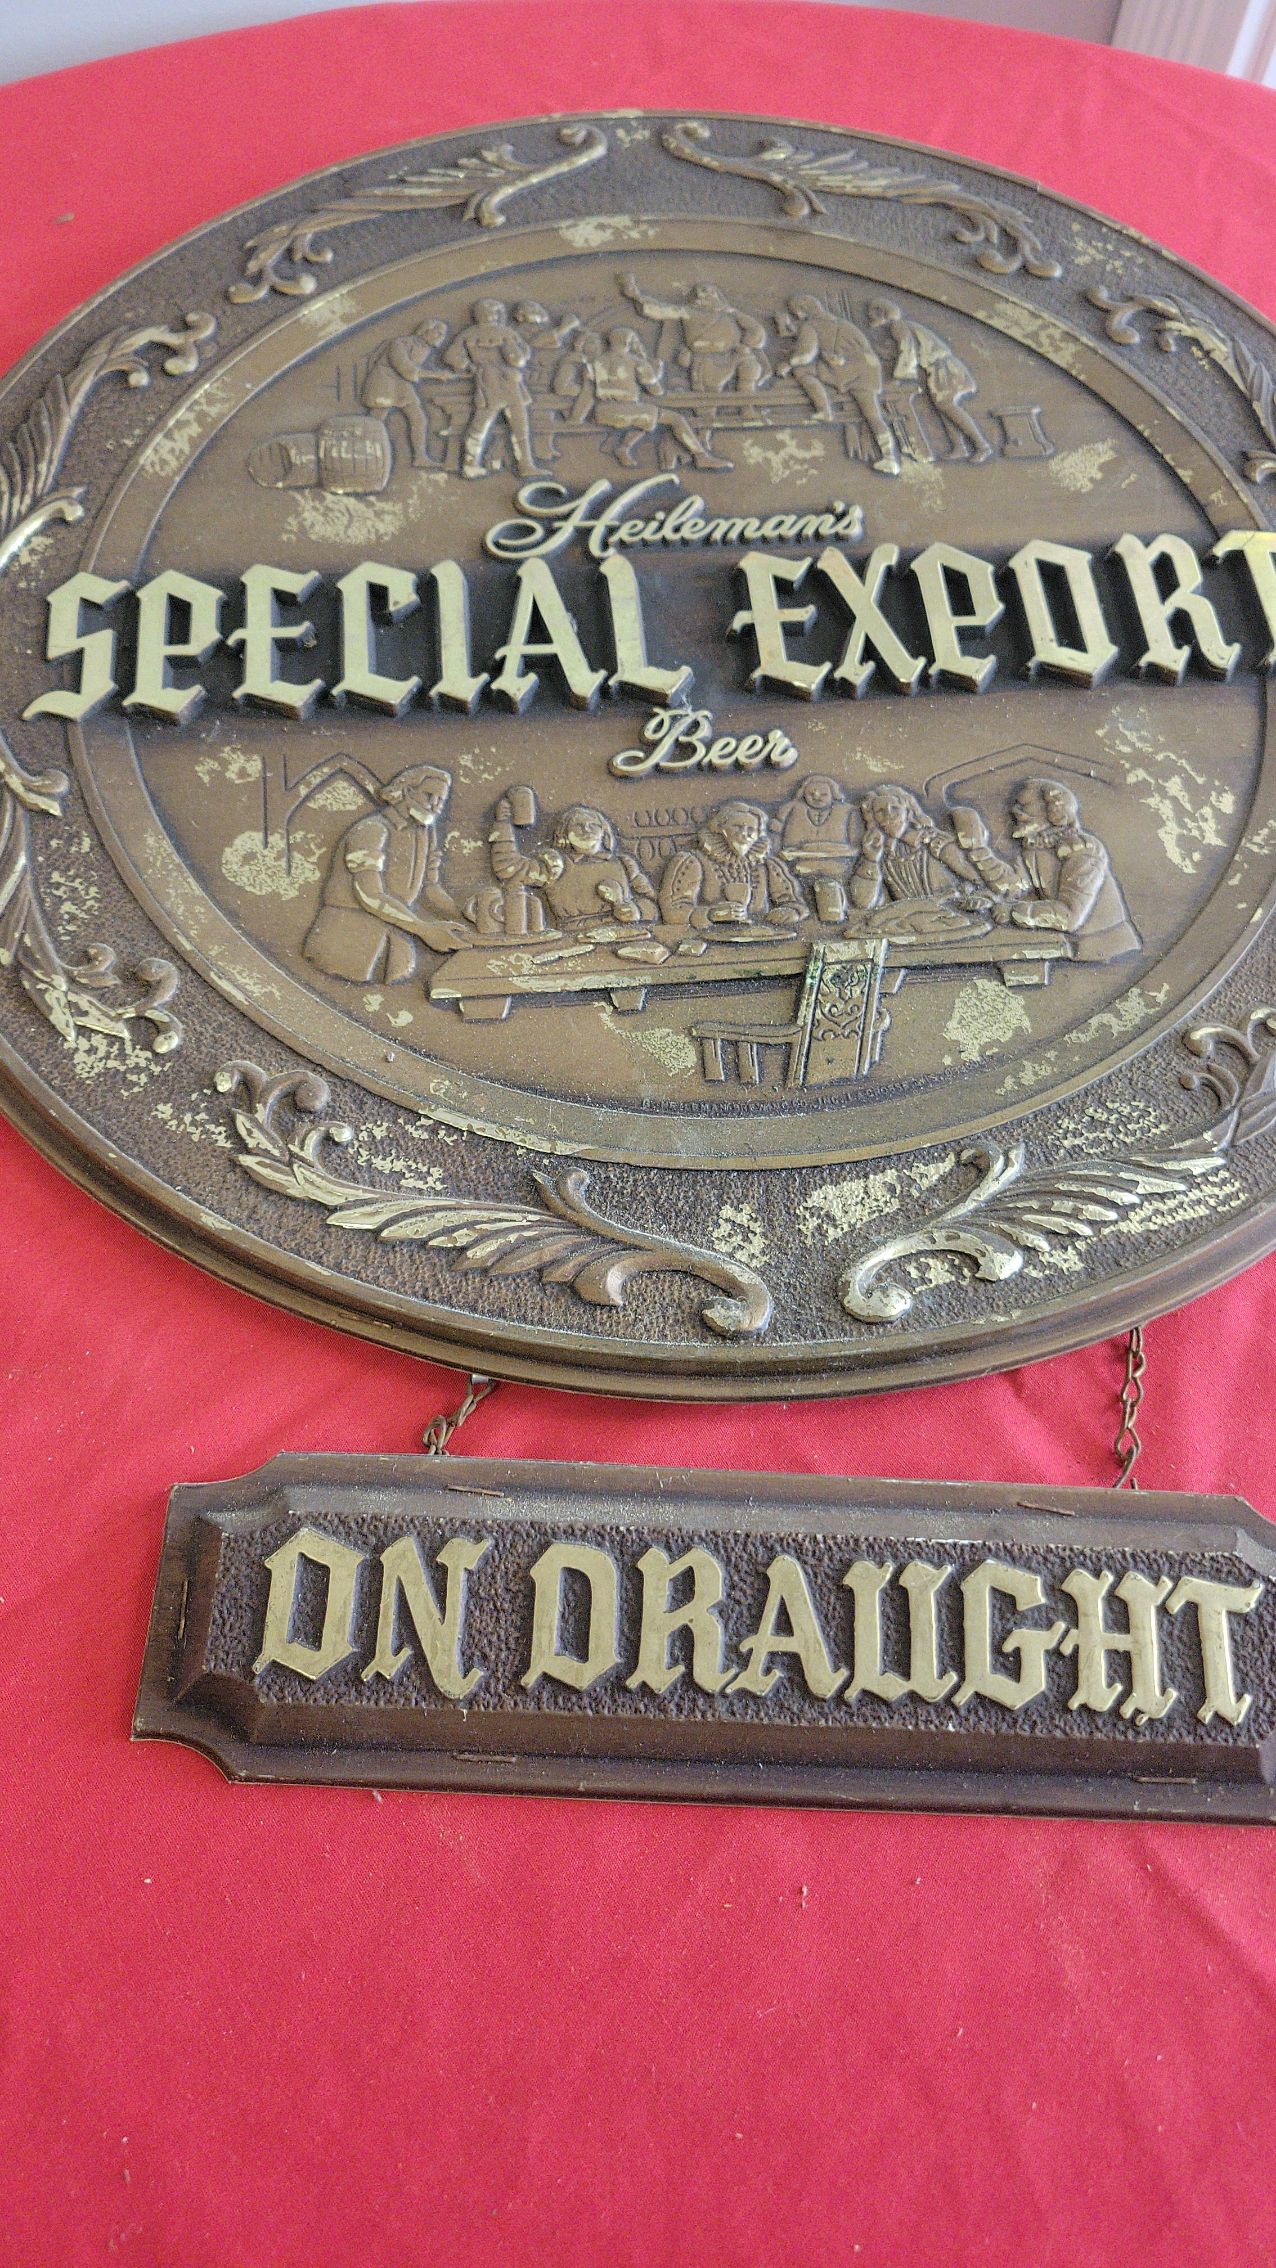 Heileman's
SPECIAL EXPORT
Beer
ON DRAUGHT